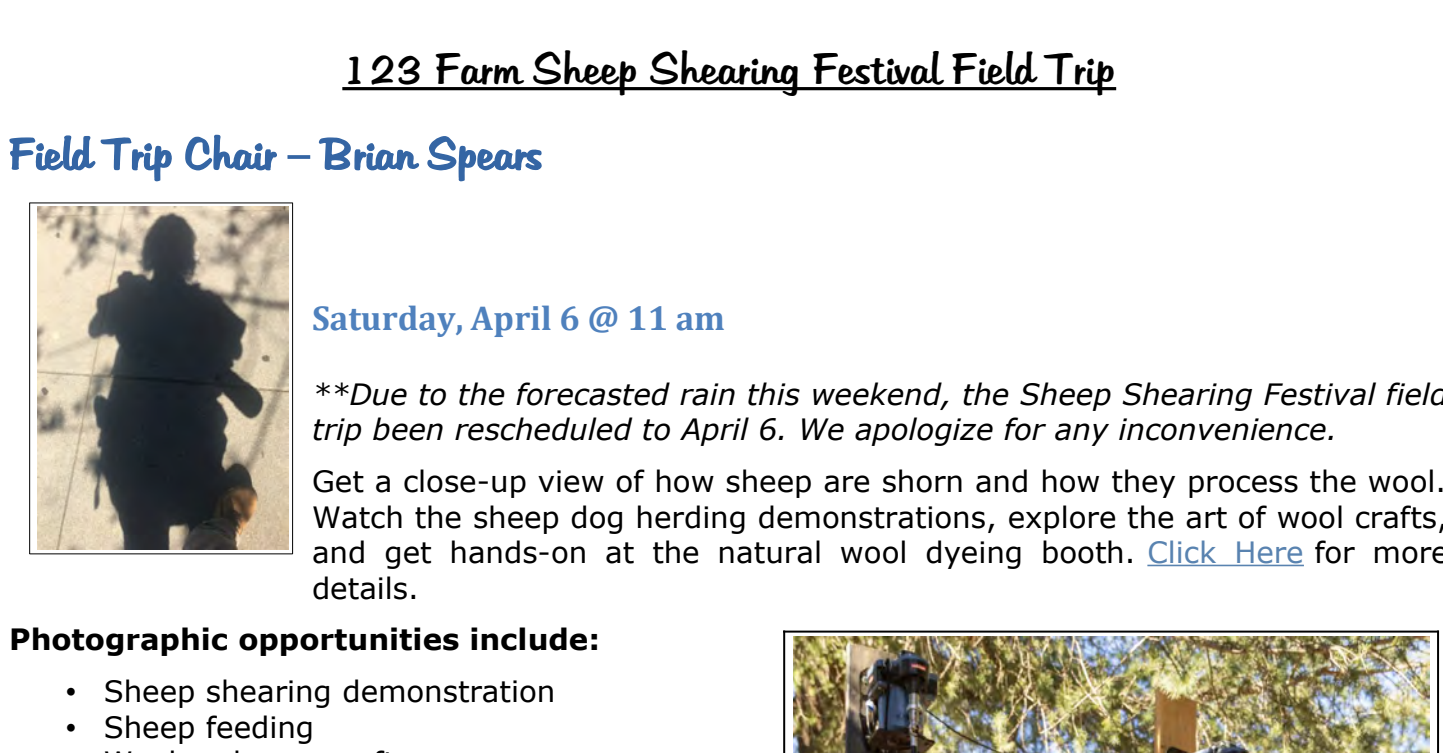 123 Farm Sheep Shearing Festival Field Trip
Field Trip Chair – Brian Spears
Saturday, April 6 @ 11 am
**Due to the forecasted rain this weekend, the Sheep Shearing Festival field
trip been rescheduled to April 6. We apologize for any inconvenience.
Get a close-up view of how sheep are shorn and how they process the wool.
Watch the sheep dog herding demonstrations, explore the art of wool crafts,
and get hands-on at the natural wool dyeing booth. Click Here for more
details.
Photographic opportunities include:
• Sheep shearing demonstration
• Sheep feeding